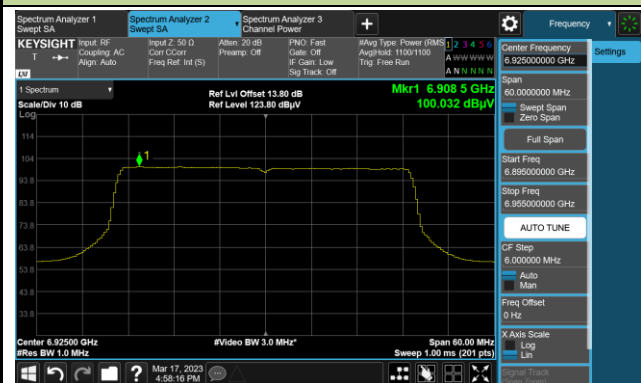 Spectrum Analyzer 1
Swept SA
Spectrum Analyzer 2
Swept SA
Spectrum Analyzer 3
Channel Power
Frequency
KEYSIGHT
T
Input: RF
Coupling: AC
Align: Auto
Input Z: 50 Ω
Corr CCorr
Freq Ref: Int (S)
Atten: 20 dB
Preamp: Off
PNO: Fast
Gate: Off
IF Gain: Low
Sig Track: Off
#Avg Type: Power (RMS
Avg|Hold: 1100/1100
Trig: Free Run
1 2 3 4 5 6
A W W W W W
A N N N N N
LXI
1 Spectrum
Scale/Div 10 dB
Ref Lvl Offset 13.80 dB
Ref Level 123.80 dBµV
Mkr1 6.908 5 GHz
100.032 dBµV
Log
114
104
93.8
83.8
73.8
63.8
53.8
43.8
33.8
1
Center 6.92500 GHz
#Res BW 1.0 MHz
#Video BW 3.0 MHz*
Span 60.00 MHz
Sweep 1.00 ms (201 pts)
Mar 17, 2023
4:58:16 PM
Center Frequency
6.925000000 GHz
Settings
Span
60.0000000 MHz
Swept Span
Zero Span
Full Span
Start Freq
6.895000000 GHz
Stop Freq
6.955000000 GHz
AUTO TUNE
CF Step
6.000000 MHz
Auto
Man
Freq Offset
0 Hz
X Axis Scale
Log
Lin
Signal Track